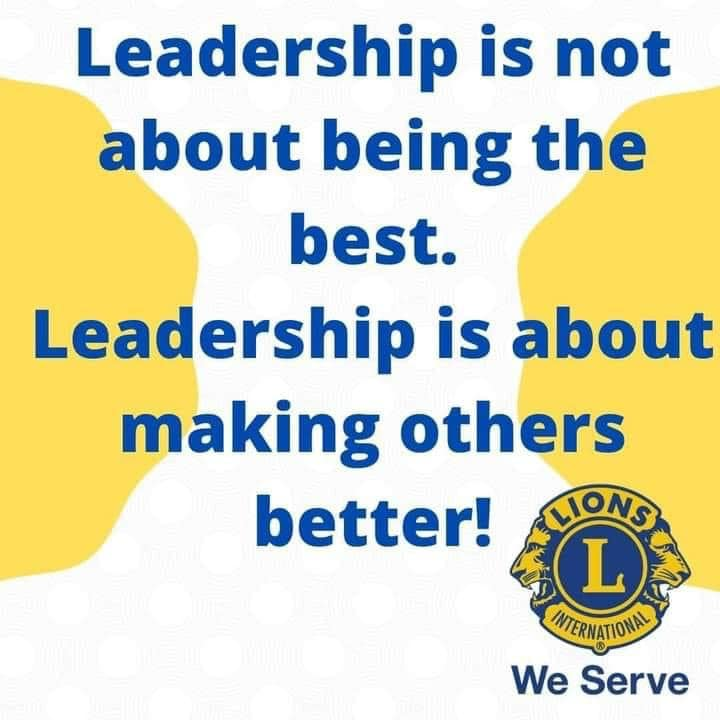 Leadership is not
about being the
best.
Leadership is about
making others
better!
LIONS
L
INTERNATIONAL
®
We Serve